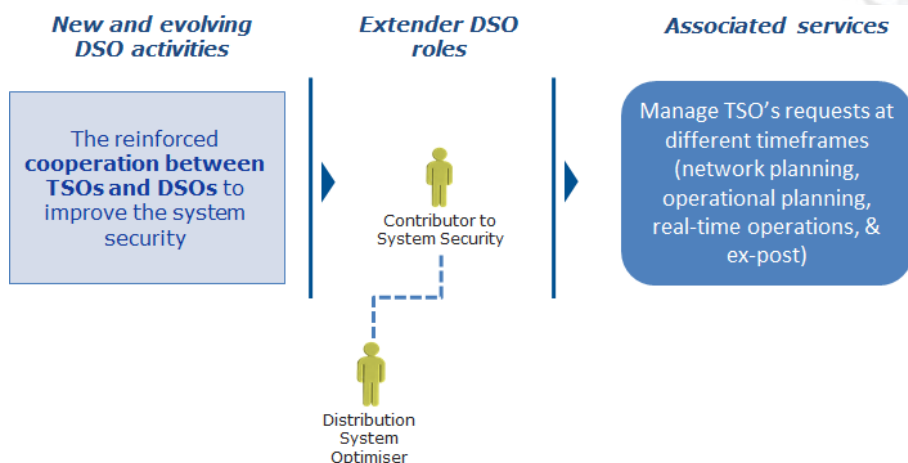 New and evolving
DSO activities
Extender DSO
roles
Associated services
The reinforced
cooperation between
TSOs and DSOs to
improve the system
security
Contributor to
System Security
Manage TSO's requests at
different timeframes
(network planning,
operational planning,
real-time operations, &
ex-post)
Distribution
System
Optimiser